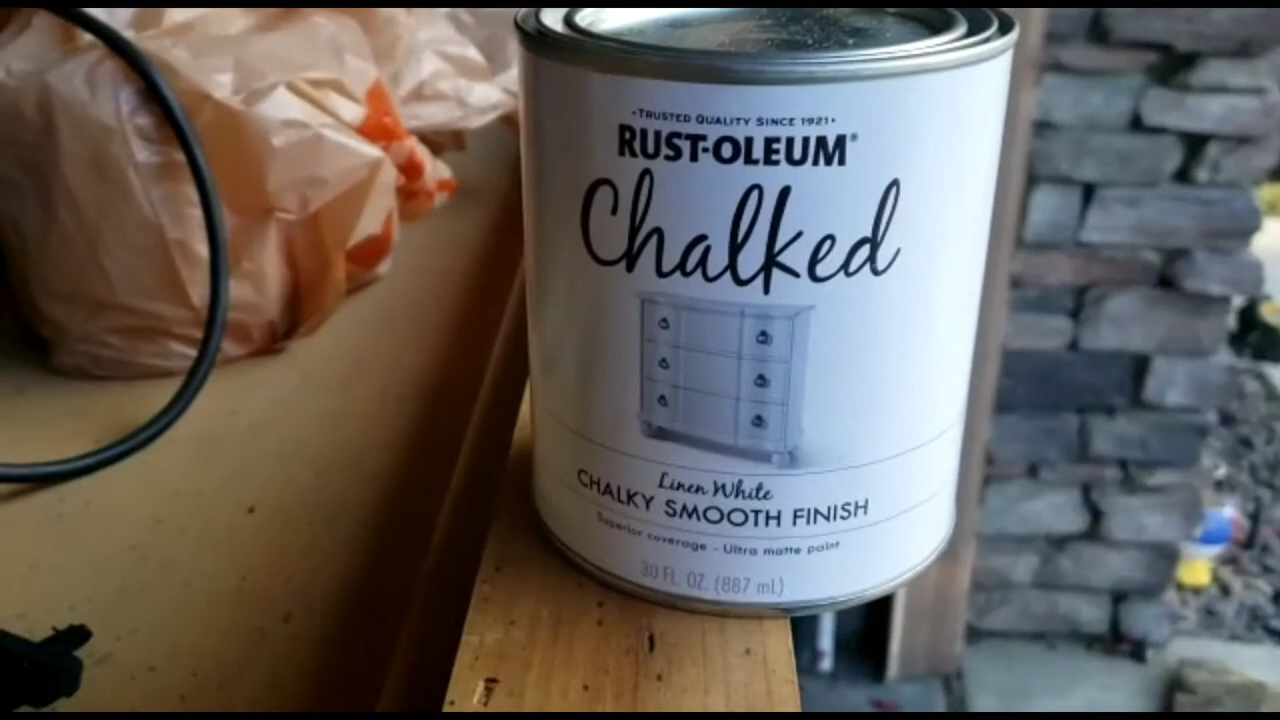 •TRUSTED QUALITY SINCE 1921•
RUST-OLEUM®
Chalked
Linen White
CHALKY SMOOTH FINISH
Superior coverage - Ultra matte paint
30 FL. OZ. (887 mL)